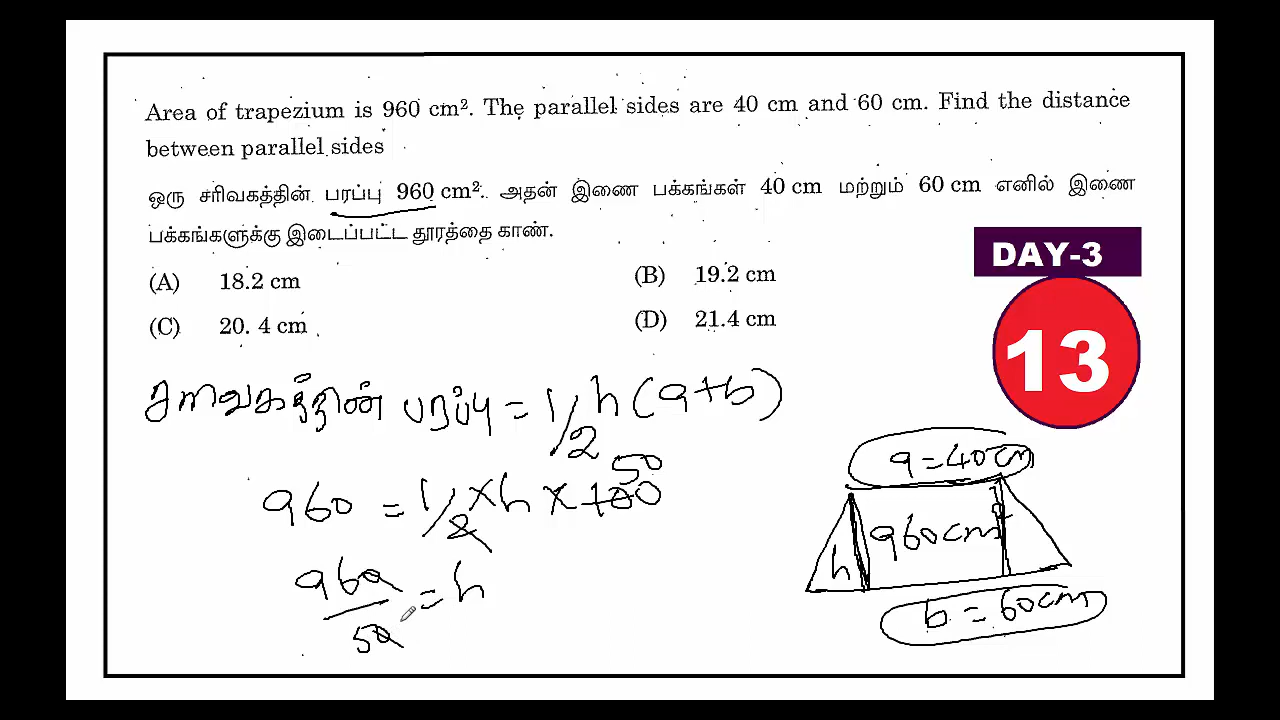 Area of trapezium is 960 cm². The parallel sides are 40 cm and 60 cm. Find the distance
between parallel sides
ஒரு சரிவகத்தின் பரப்பு 960 cm². அதன் இணை பக்கங்கள் 40 cm மற்றும் 60 cm எனில் இணை
பக்கங்களுக்கு இடைப்பட்ட தூரத்தை காண்.
(A) 18.2 cm
(B) 19.2 cm
(C) 20. 4 cm
(D) 21.4 cm
DAY-3
13
சரிவகத்தின் பரப்பு = 1/2 h (a+b)
50
960 = 1/2 × h × 100
960/50 = h
a = 40cm
960cm²
h
b = 60cm